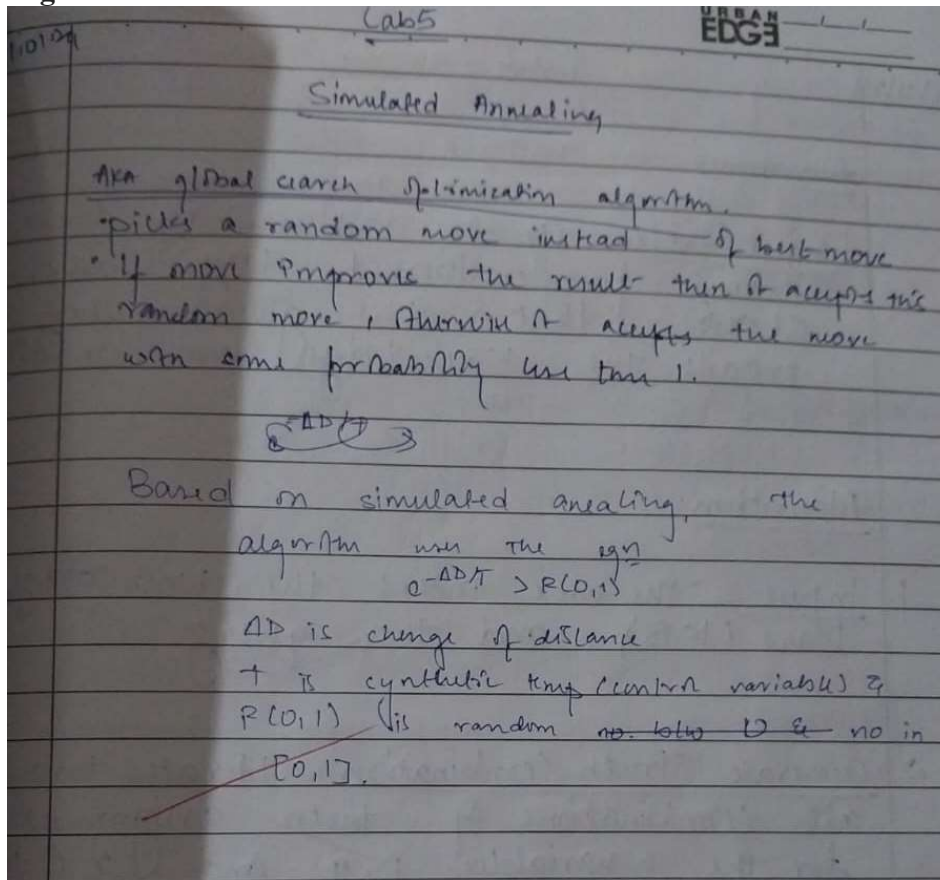 Lab5
URBAN EDGE
Simulated Annealing
AKA global search optimization algorithm.
• picks a random move instead of best move
• If move improves the result then it accepts this
random move, otherwise it accepts the move
with some probability less than 1.
-ΔD/T
Based on simulated anealing, the
algorithm uses the eqn
e^-ΔD/T > R(0,1)
ΔD is change of distance
T is synthetic temp (control variable) &
R(0,1) is random no in
[0,1].